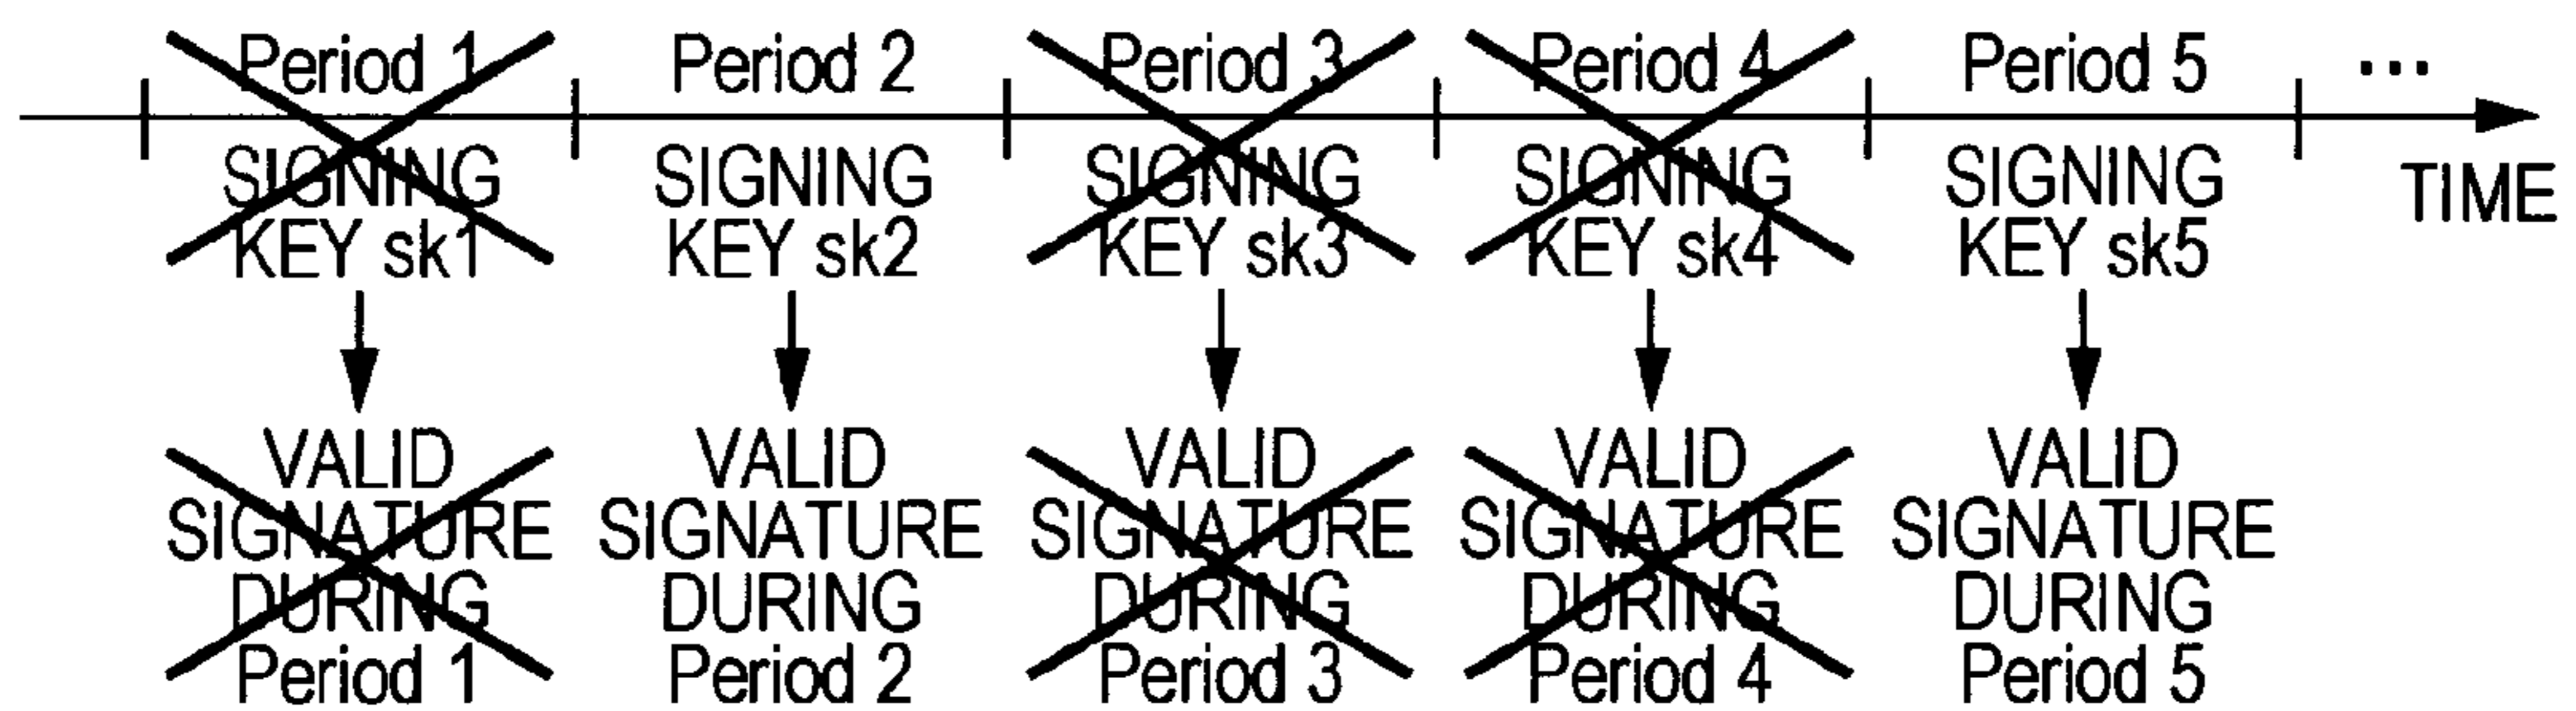 Period 1 Period 2 Period 3 Period 4 Period 5 ...
SIGNING SIGNING SIGNING SIGNING SIGNING TIME
KEY sk1 KEY sk2 KEY sk3 KEY sk4 KEY sk5
VALID VALID VALID VALID VALID
SIGNATURE SIGNATURE SIGNATURE SIGNATURE SIGNATURE
DURING DURING DURING DURING DURING
Period 1 Period 2 Period 3 Period 4 Period 5